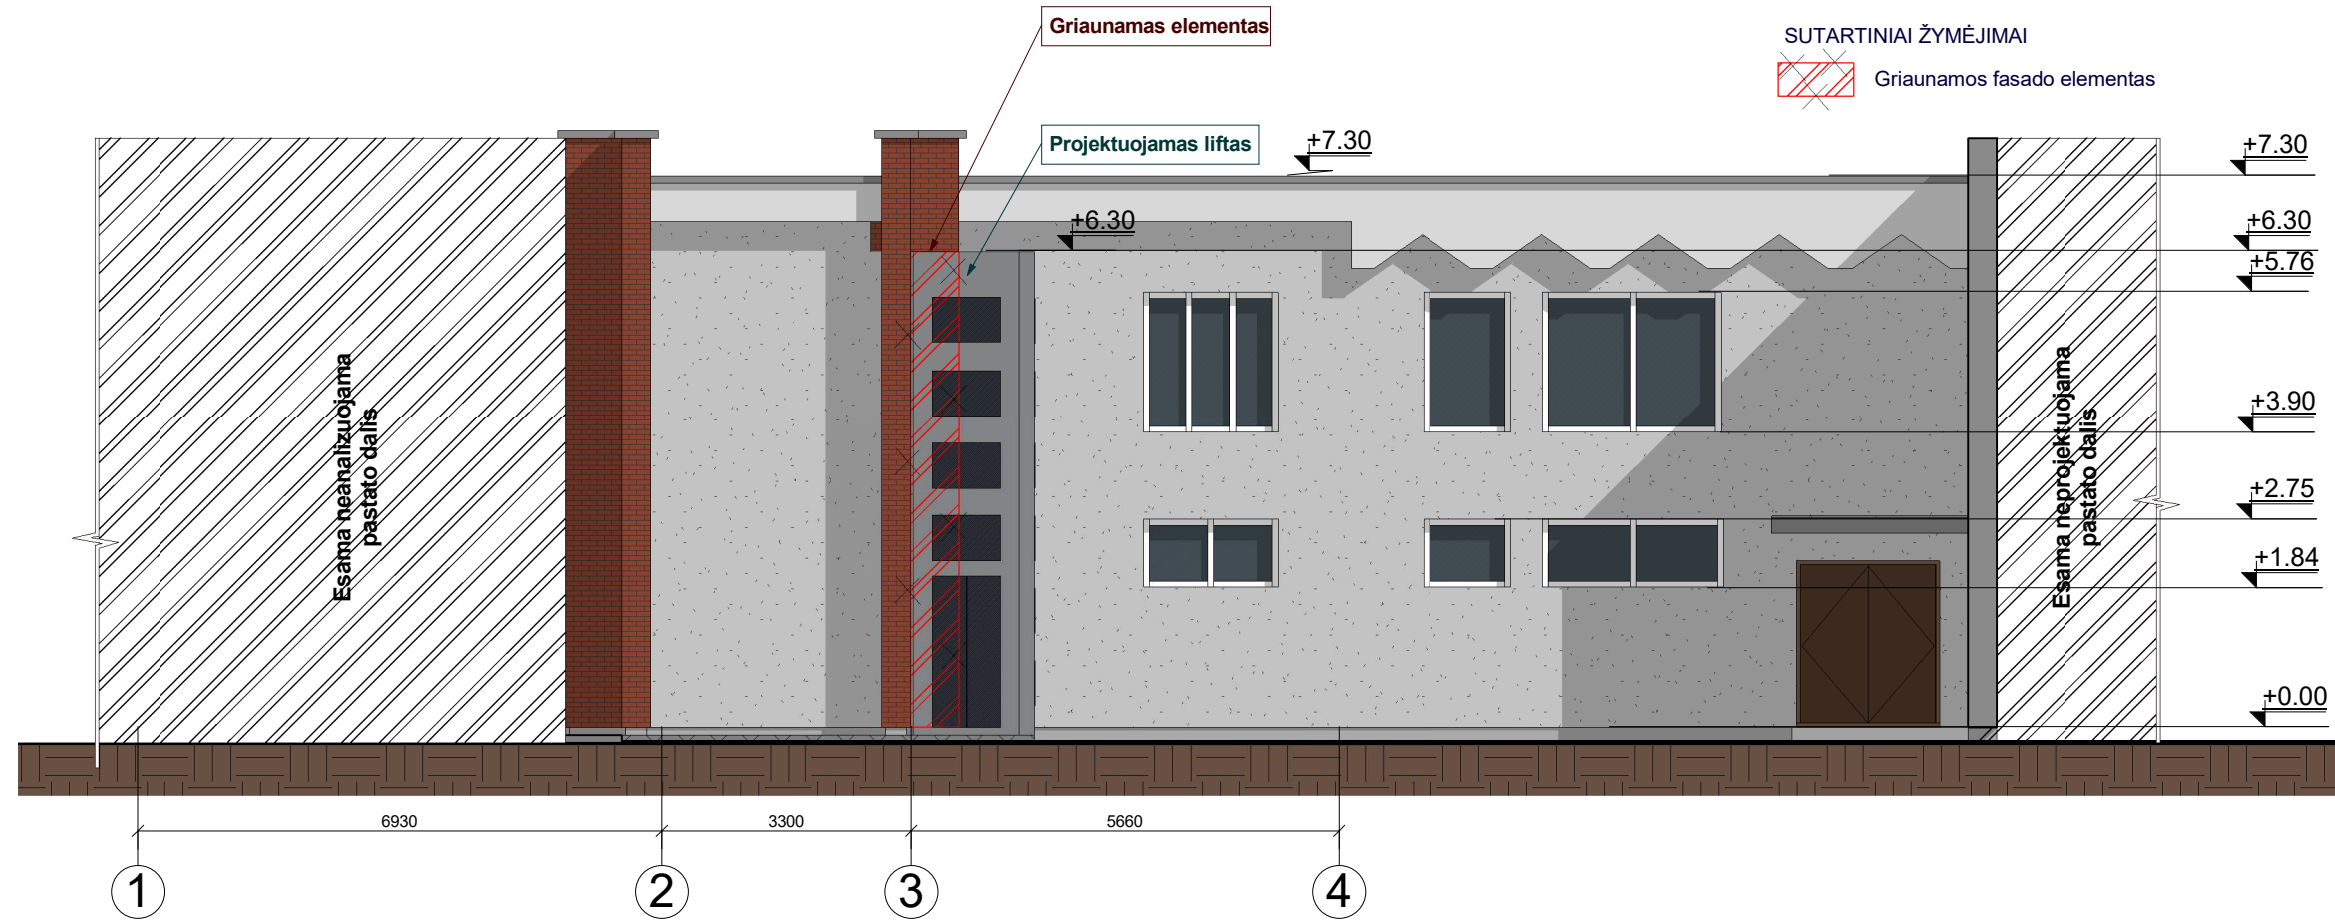 Griaunamas elementas
SUTARTINIAI ŽYMĖJIMAI
Griaunamos fasado elementas
Projektuojamas liftas
+7.30
+7.30
+6.30
+6.30
+5.76
Esama neanalizuojama
pastato dalis
Esama neprojektuojama
pastato dalis
+3.90
+2.75
+1.84
+0.00
6930
3300
5660
1
2
3
4